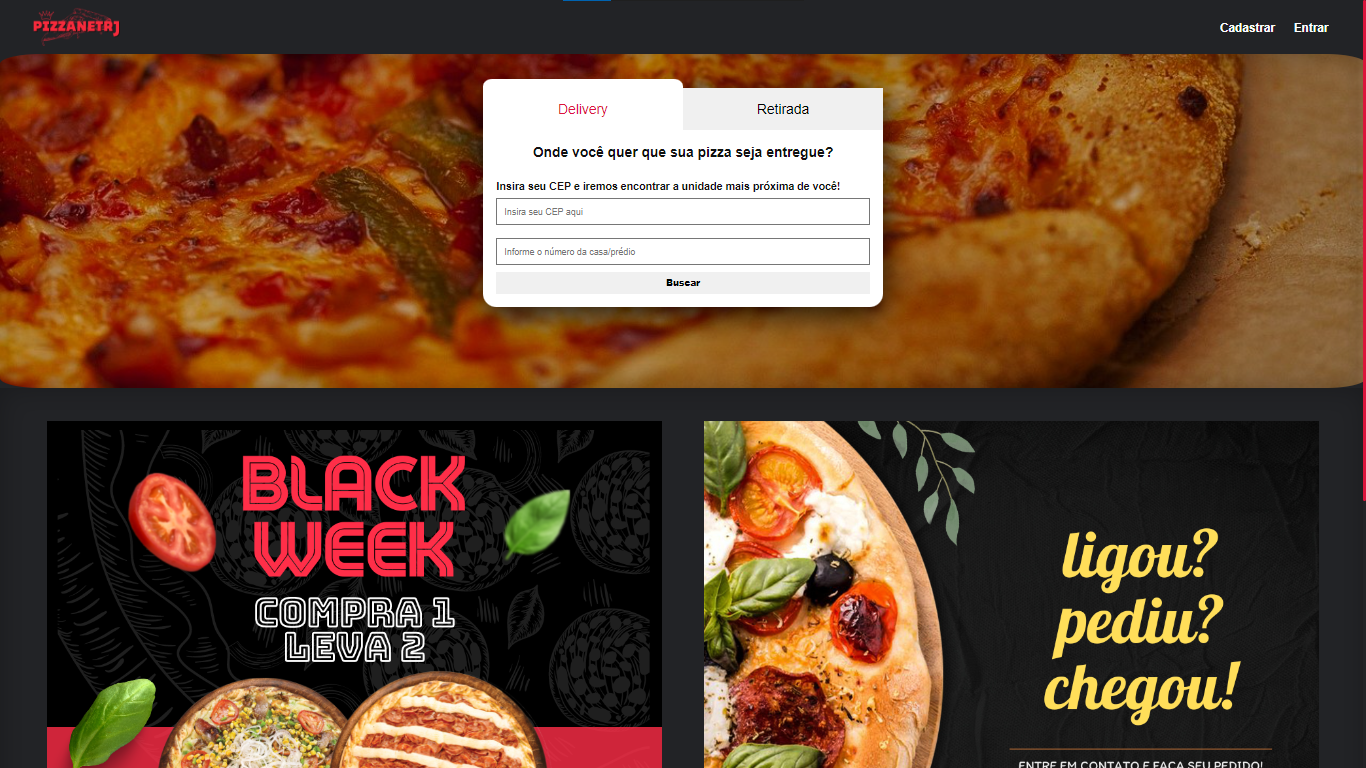 PIZZANETRJ
Cadastrar Entrar
Delivery Retirada
Onde você quer que sua pizza seja entregue?
Insira seu CEP e iremos encontrar a unidade mais próxima de você!
Insira seu CEP aqui
Informe o número da casa/prédio
Buscar
BLACK
WEEK
COMPRA 1
LEVA 2
ligou?
pediu?
chegou!
ENTRE EM CONTATO E FAÇA SEU PEDIDO!